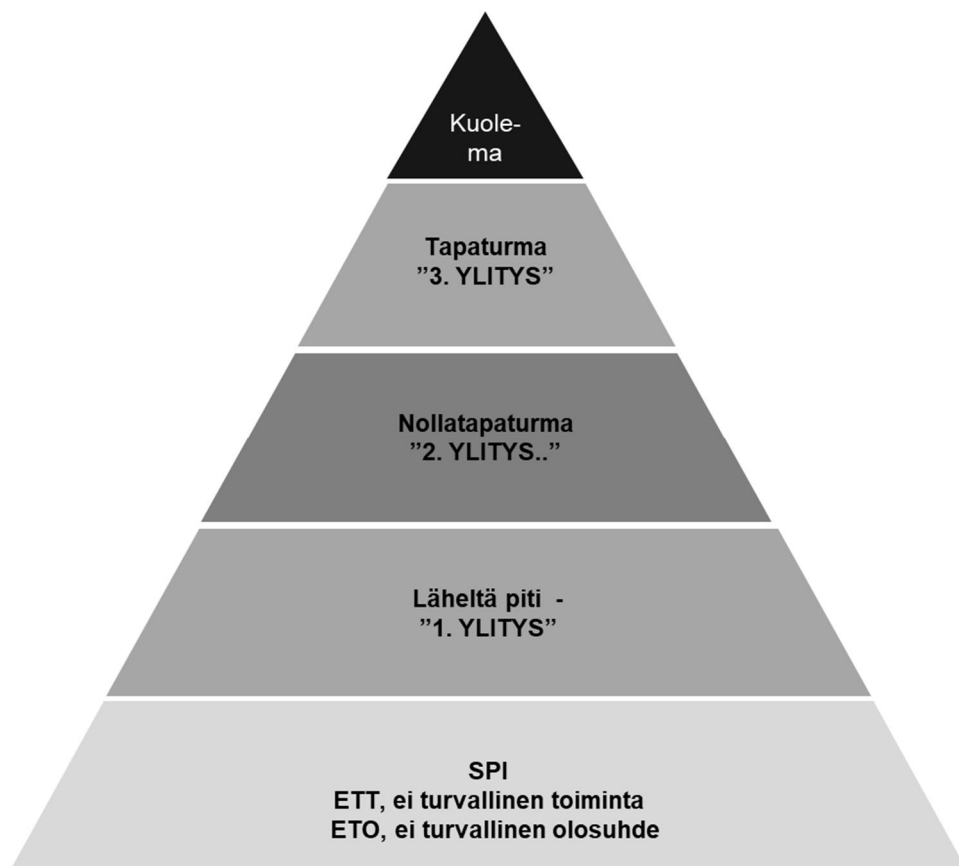 Kuole-
ma
Tapaturma
”3. YLITYS”
Nollatapaturma
”2. YLITYS..”
Läheltä piti -
”1. YLITYS”
SPI
ETT, ei turvallinen toiminta
ETO, ei turvallinen olosuhde